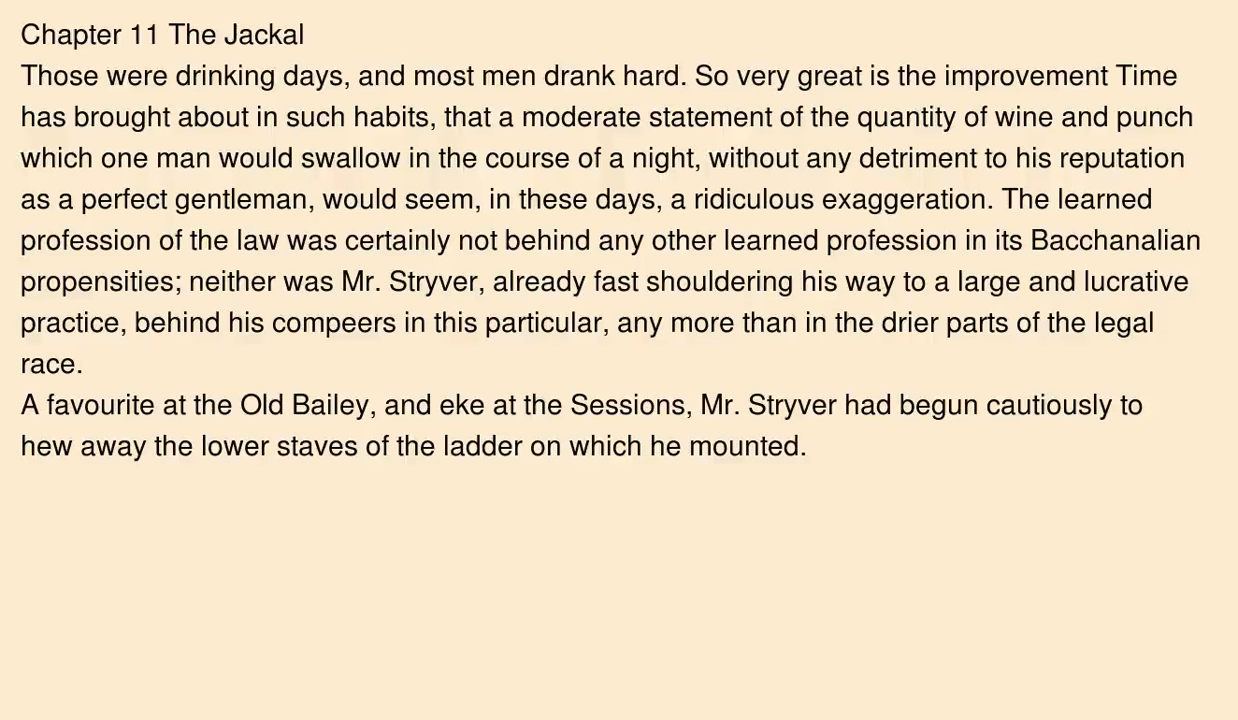 Chapter 11 The Jackal
Those were drinking days, and most men drank hard. So very great is the improvement Time
has brought about in such habits, that a moderate statement of the quantity of wine and punch
which one man would swallow in the course of a night, without any detriment to his reputation
as a perfect gentleman, would seem, in these days, a ridiculous exaggeration. The learned
profession of the law was certainly not behind any other learned profession in its Bacchanalian
propensities; neither was Mr. Stryver, already fast shouldering his way to a large and lucrative
practice, behind his compeers in this particular, any more than in the drier parts of the legal
race.
A favourite at the Old Bailey, and eke at the Sessions, Mr. Stryver had begun cautiously to
hew away the lower staves of the ladder on which he mounted.